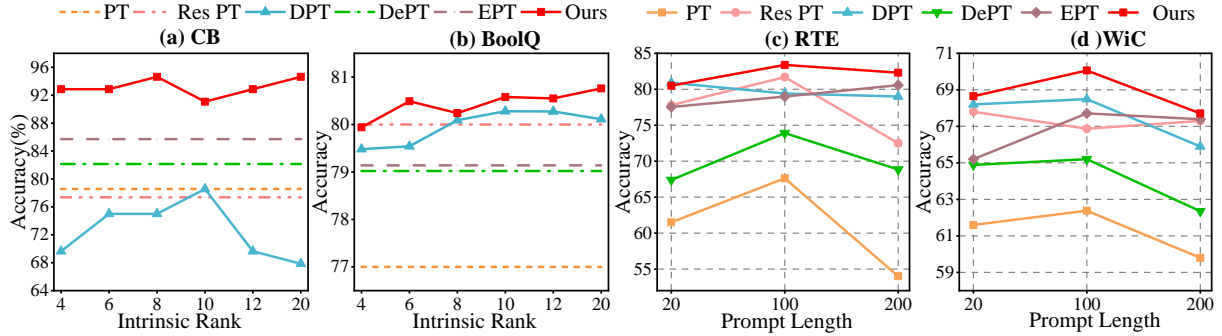 PT Res PT DPT DePT EPT Ours
PT Res PT DPT DePT EPT Ours
(a) CB
Accuracy(%)
96
92
88
84
80
76
72
68
64
4 6 8 10 12 20
Intrinsic Rank
(b) BoolQ
Accuracy
81
80
79
78
77
4 6 8 10 12 20
Intrinsic Rank
(c) RTE
Accuracy
85
80
75
70
65
60
55
20 100 200
Prompt Length
(d )WiC
Accuracy
71
69
67
65
63
61
59
20 100 200
Prompt Length